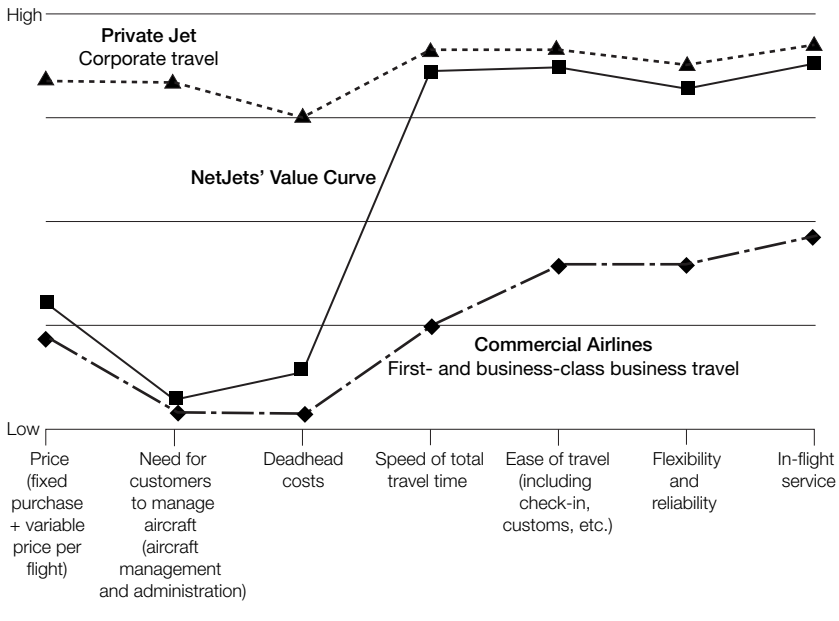 High
Private Jet
Corporate travel
NetJets’ Value Curve
Commercial Airlines
First- and business-class business travel
Low
Price
(fixed
purchase
+ variable
price per
flight)
Need for
customers
to manage
aircraft
(aircraft
management
and administration)
Deadhead
costs
Speed of total
travel time
Ease of travel
(including
check-in,
customs, etc.)
Flexibility
and
reliability
In-flight
service